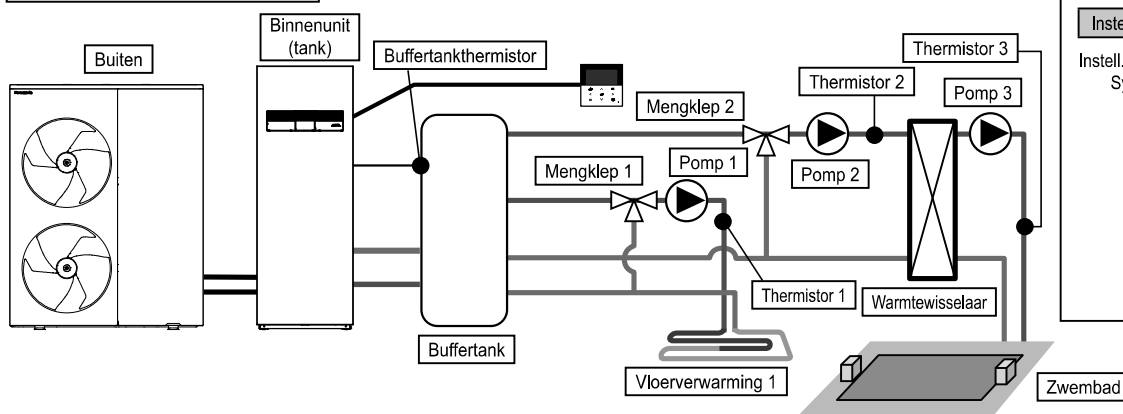 Binnenunit
(tank)
Buiten
Buffertankthermistor
Thermistor 3
Thermistor 2
Mengklep 2
Pomp 3
Pomp 1
Mengklep 1
Pomp 2
Thermistor 1
Warmtewisselaar
Buffertank
Vloerverwarming 1
Zwembad
Instell.